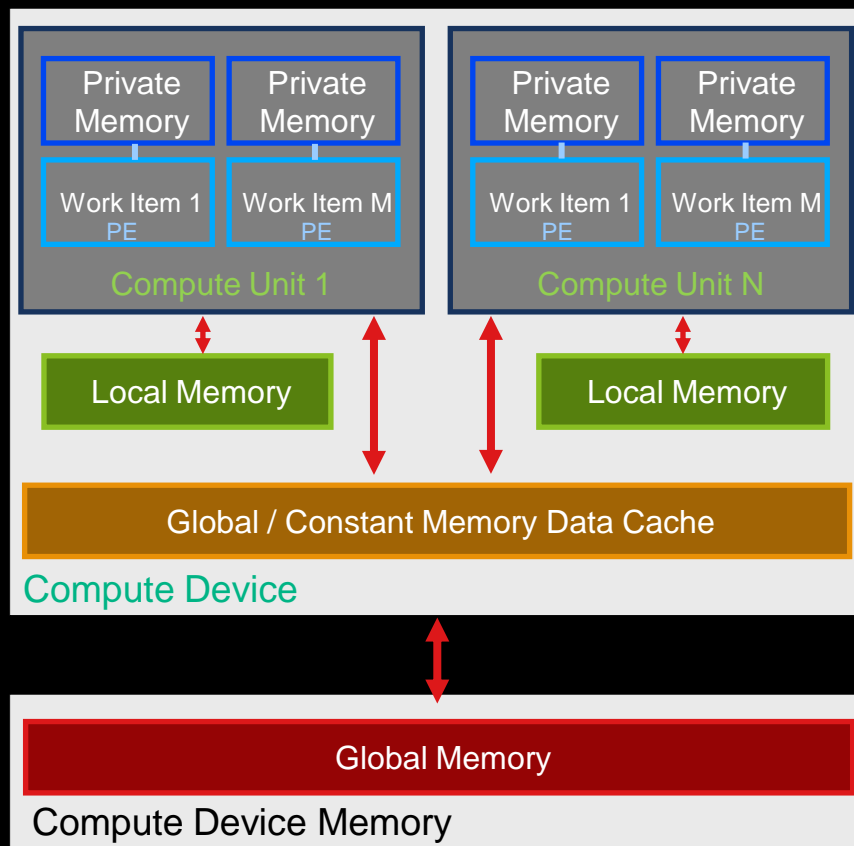 Private
Memory
Private
Memory
Private
Memory
Private
Memory
Work Item 1
PE
Work Item M
PE
Work Item 1
PE
Work Item M
PE
Compute Unit 1
Compute Unit N
Local Memory
Local Memory
Global / Constant Memory Data Cache
Compute Device
Global Memory
Compute Device Memory